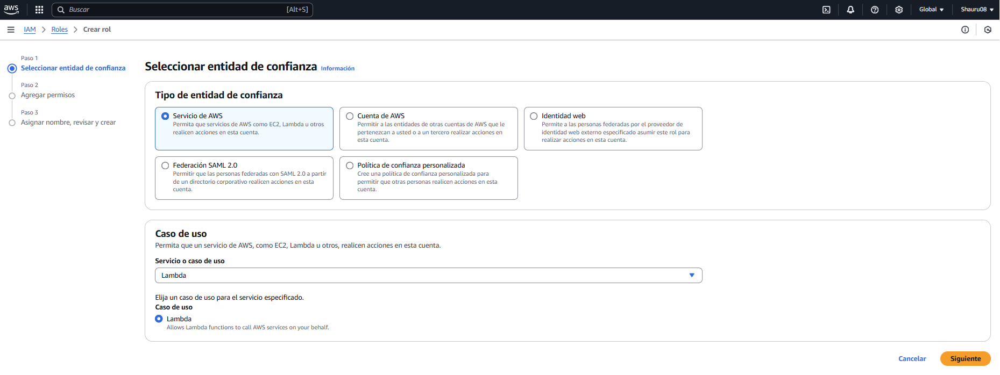 aws
Buscar
[Alt+S]
Global
Shauru08
IAM
Roles
Crear rol
Paso 1
Seleccionar entidad de confianza
Paso 2
Agregar permisos
Paso 3
Asignar nombre, revisar y crear
Seleccionar entidad de confianza
Información
Tipo de entidad de confianza
Servicio de AWS
Permita que servicios de AWS como EC2, Lambda u otros
realicen acciones en esta cuenta.
Cuenta de AWS
Permitir a las entidades de otras cuentas de AWS que le
pertenezcan a usted o a un tercero realizar acciones en
esta cuenta.
Identidad web
Permite a las personas federadas por el proveedor de
identidad web externo especificado asumir este rol para
realizar acciones en esta cuenta.
Federación SAML 2.0
Permitir que las personas federadas con SAML 2.0 a partir
de un directorio corporativo realicen acciones en esta
cuenta.
Política de confianza personalizada
Cree una política de confianza personalizada para
permitir que otras personas realicen acciones en esta
cuenta.
Caso de uso
Permita que un servicio de AWS, como EC2, Lambda u otros, realicen acciones en esta cuenta.
Servicio o caso de uso
Lambda
Elija un caso de uso para el servicio especificado.
Caso de uso
Lambda
Allows Lambda functions to call AWS services on your behalf.
Cancelar
Siguiente